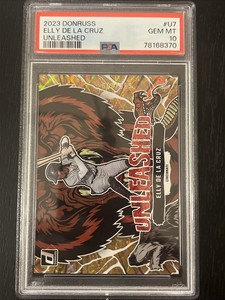 2023 DONRUSS #U7
ELLY DE LA CRUZ GEM MT
UNLEASHED 10
PSA 78168370
UNLEASHED
ELLY DE LA CRUZ